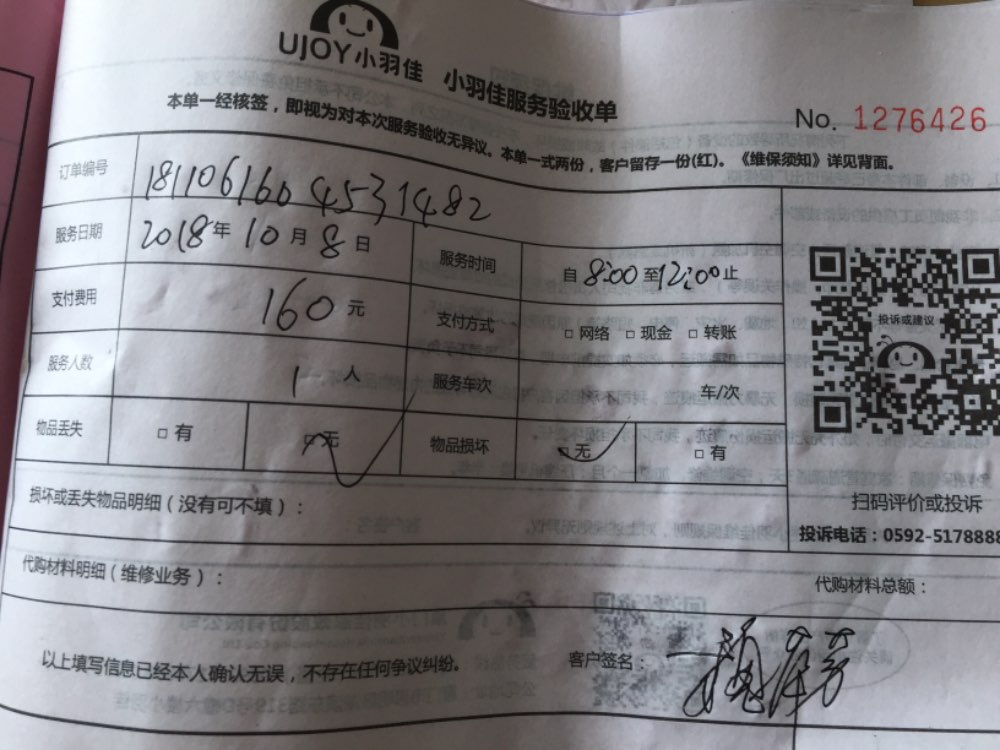 UJOY小羽佳 小羽佳服务验收单
No. 1276426
本单一经核签，即视为对本次服务验收无异议。本单一式两份，客户留存一份(红)。《维保须知》详见背面。
订单编号 181106160 4531482
服务日期 2018年10月8日 服务时间 自8:00至12:00止
支付费用 160元 支付方式 □网络 □现金 □转账
投诉或建议
服务人数 1人 服务车次 车/次
物品丢失 □有 □无 物品损坏 □无 □有
损坏或丢失物品明细（没有可不填）：
扫码评价或投诉
投诉电话：0592-5178888
代购材料明细（维修业务）： 代购材料总额：
以上填写信息已经本人确认无误，不存在任何争议纠纷。 客户签名：